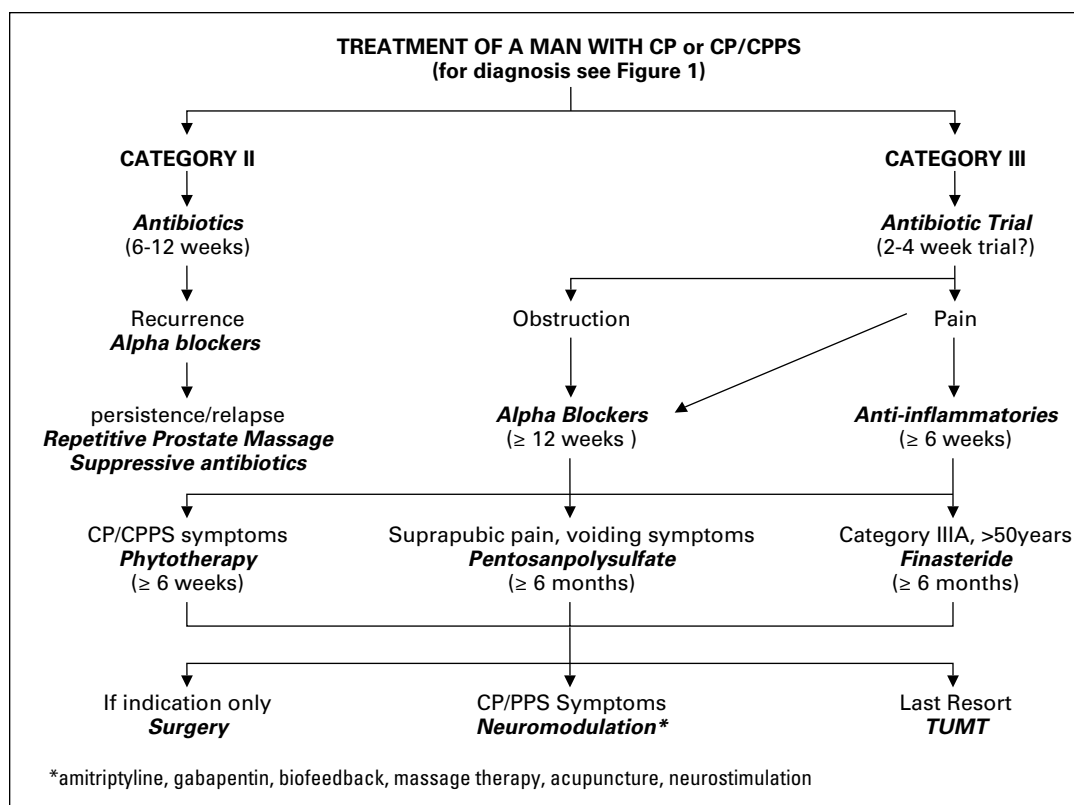 TREATMENT OF A MAN WITH CP or CP/CPPS
(for diagnosis see Figure 1)
CATEGORY II
CATEGORY III
Antibiotics
(6-12 weeks)
Antibiotic Trial
(2-4 week trial?)
Recurrence
Alpha blockers
Obstruction
Pain
persistence/relapse
Repetitive Prostate Massage
Suppressive antibiotics
Alpha Blockers
(≥ 12 weeks )
Anti-inflammatories
(≥ 6 weeks)
CP/CPPS symptoms
Phytotherapy
(≥ 6 weeks)
Suprapubic pain, voiding symptoms
Pentosanpolysulfate
(≥ 6 months)
Category IIIA, >50years
Finasteride
(≥ 6 months)
If indication only
Surgery
CP/PPS Symptoms
Neuromodulation*
Last Resort
TUMT
*amitriptyline, gabapentin, biofeedback, massage therapy, acupuncture, neurostimulation